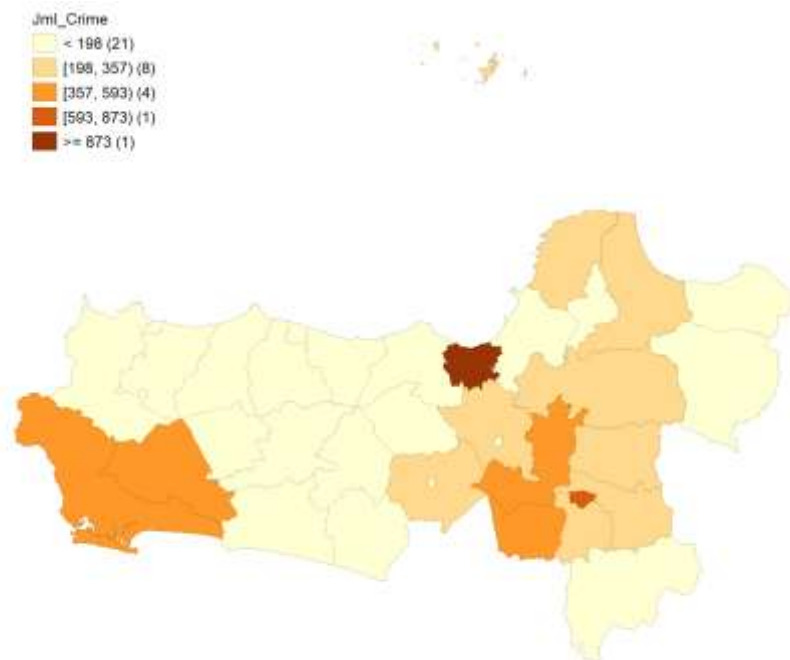 Jml_Crime
< 198 (21)
[198, 357) (8)
[357, 593) (4)
[593, 873) (1)
>= 873 (1)